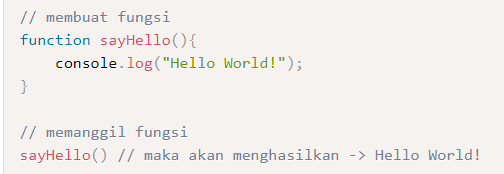 // membuat fungsi
function sayHello(){
    console.log("Hello World!");
}

// memanggil fungsi
sayHello() // maka akan menghasilkan -> Hello World!